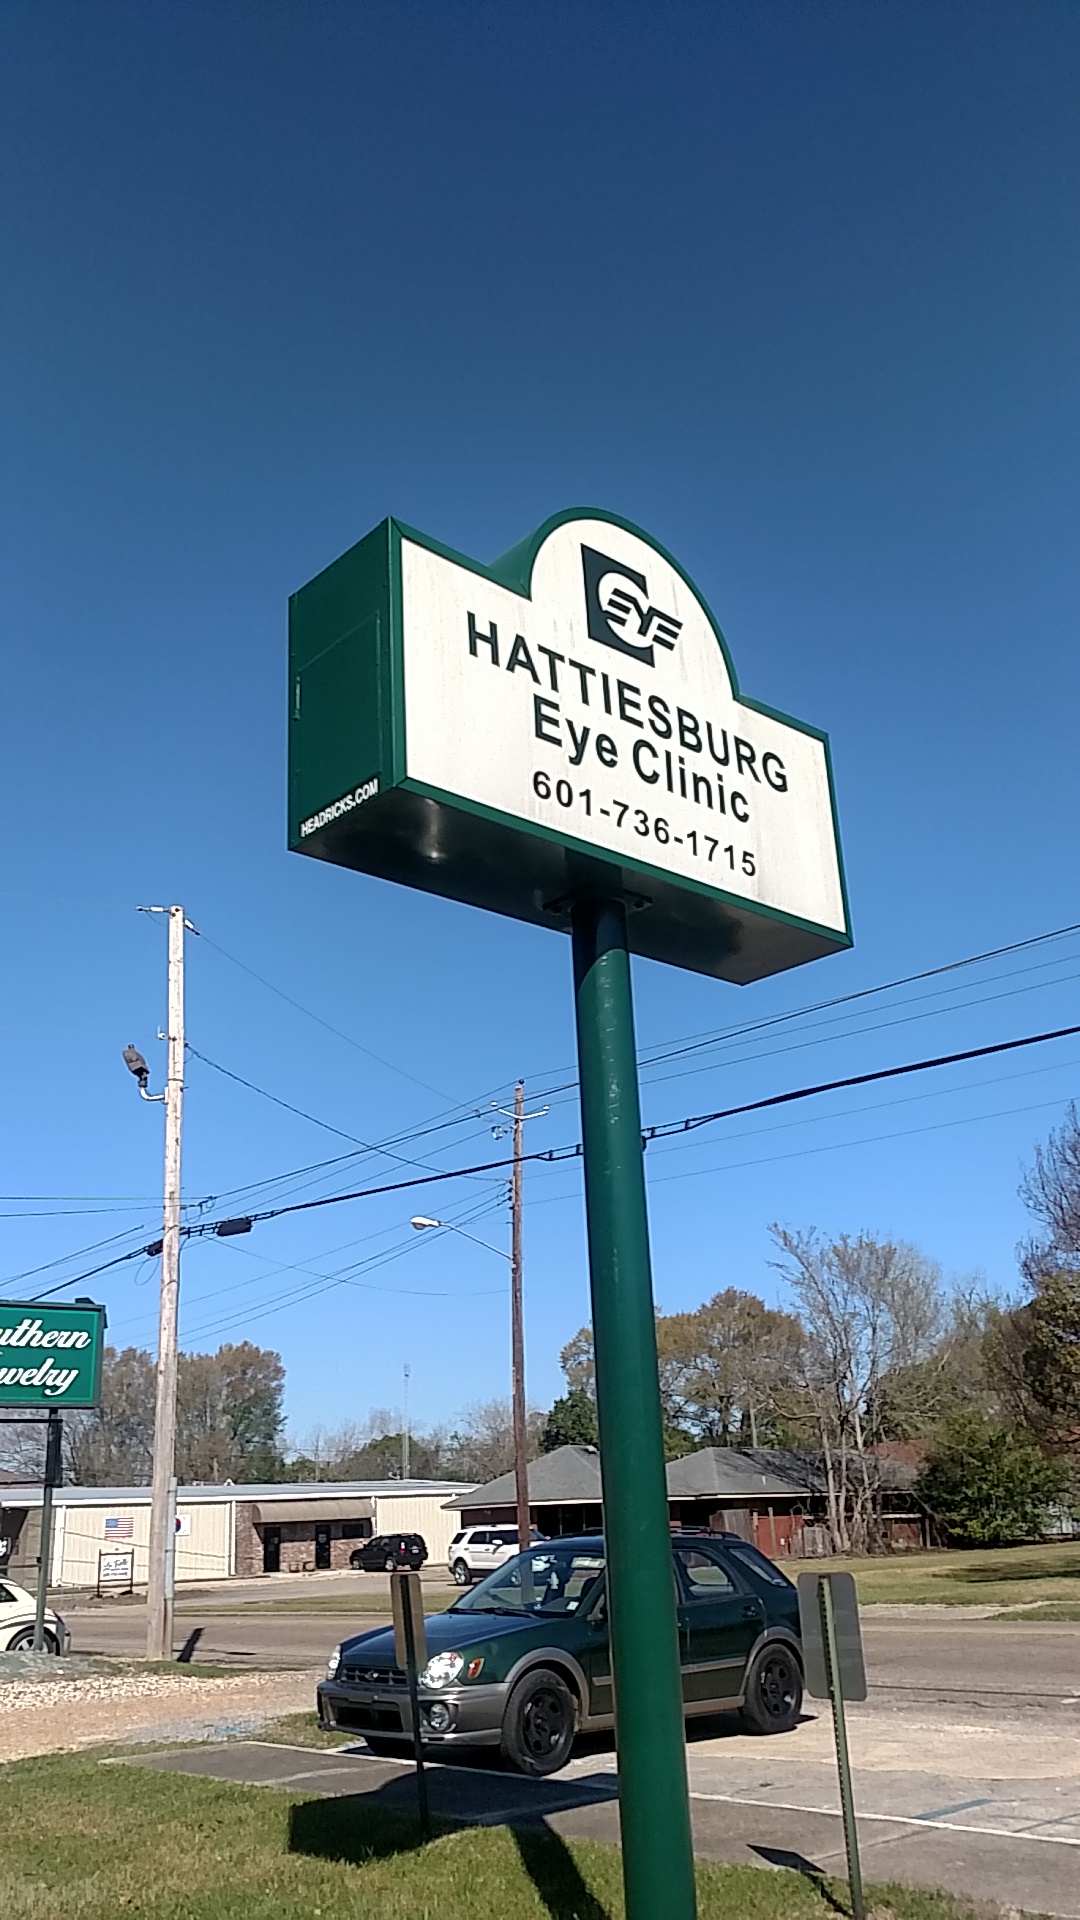 EYE
HATTIESBURG
Eye Clinic
601-736-1715
HEADRICKS.COM
uthern
welry